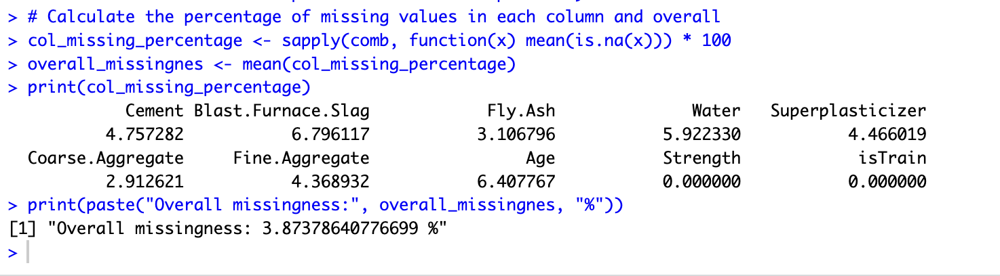 > # Calculate the percentage of missing values in each column and overall
> col_missing_percentage <- sapply(comb, function(x) mean(is.na(x))) * 100
> overall_missingnes <- mean(col_missing_percentage)
> print(col_missing_percentage)
Cement Blast.Furnace.Slag Fly.Ash Water Superplasticizer
4.757282 6.796117 3.106796 5.922330 4.466019
Coarse.Aggregate Fine.Aggregate Age Strength isTrain
2.912621 4.368932 6.407767 0.000000 0.000000
> print(paste("Overall missingness:", overall_missingnes, "%"))
[1] "Overall missingness: 3.87378640776699 %"
>